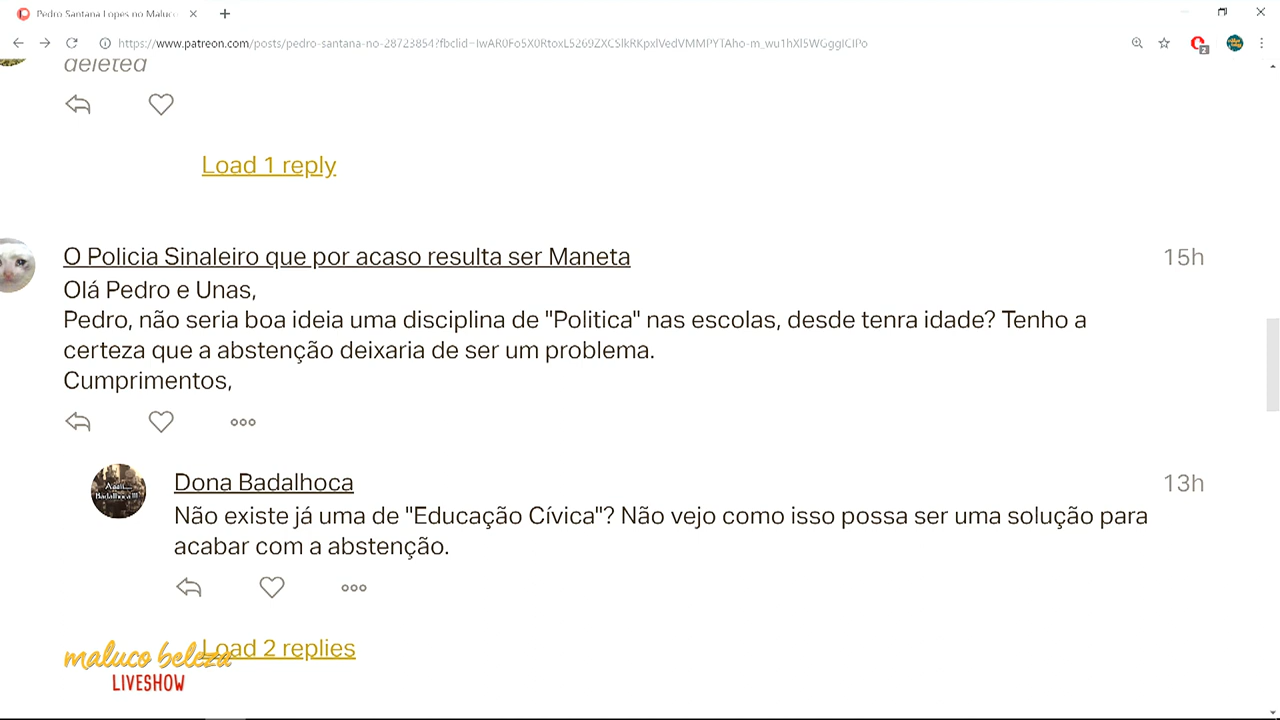 Pedro Santana Lopes no Maluco
https://www.patreon.com/posts/pedro-santana-no-28723854?fbclid=
2
deleted
Load 1 reply
O Policia Sinaleiro que por acaso resulta ser Maneta
15h
Olá Pedro e Unas,
Pedro, não seria boa ideia uma disciplina de "Politica" nas escolas, desde tenra idade? Tenho a
certeza que a abstenção deixaria de ser um problema.
Cumprimentos,
Aaaii....
Badalhoca!!!
Dona Badalhoca
13h
Não existe já uma de "Educação Cívica"? Não vejo como isso possa ser uma solução para
acabar com a abstenção.
Load 2 replies
maluco beleza
LIVESHOW